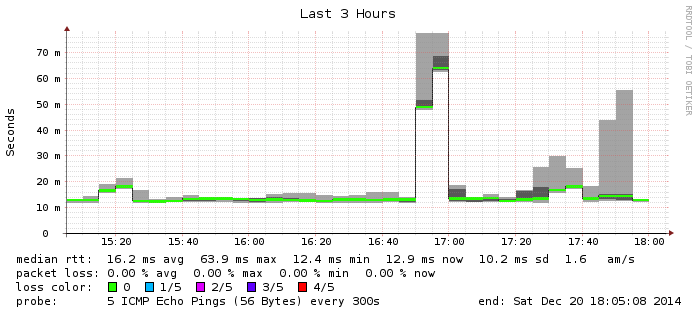 Last 3 Hours
RRDTOOL / TOBI OETIKER
Seconds
70 m
60 m
50 m
40 m
30 m
20 m
10 m
0
15:20 15:40 16:00 16:20 16:40 17:00 17:20 17:40 18:00
median rtt: 16.2 ms avg 63.9 ms max 12.4 ms min 12.9 ms now 10.2 ms sd 1.6 am/s
packet loss: 0.00 % avg 0.00 % max 0.00 % min 0.00 % now
loss color: 0 1/5 2/5 3/5 4/5
probe: 5 ICMP Echo Pings (56 Bytes) every 300s end: Sat Dec 20 18:05:08 2014